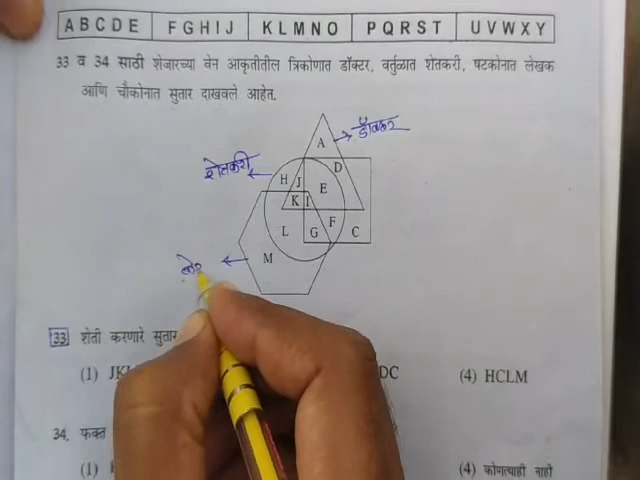 A B C D E F G H I J K L M N O P Q R S T U V W X Y
33 व 34 साठी शेजारच्या वेन आकृतीतील त्रिकोणात डॉक्टर, वर्तुळात शेतकरी, षटकोनात लेखक
आणि चौकोनात सुतार दाखवले आहेत.
A डॉक्टर
शेतकरी D
H J E
K I
L G F C
M
33 शेती करणारे सुतार
(1) DC (4) HCLM
34. फक्त
(1) (4) कोणत्याही नाही